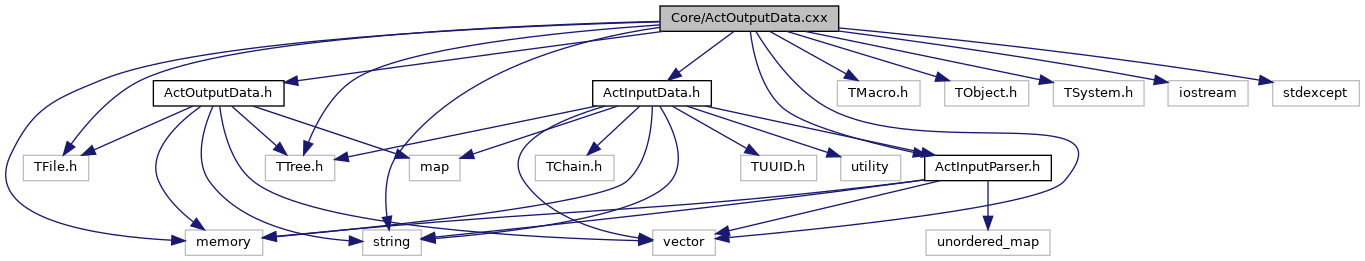 Core/ActOutputData.cxx
ActOutputData.h
ActInputData.h
TMacro.h
TObject.h
TSystem.h
iostream
stdexcept
TFile.h
TTree.h
map
TChain.h
TUUID.h
utility
ActInputParser.h
memory
string
vector
unordered_map